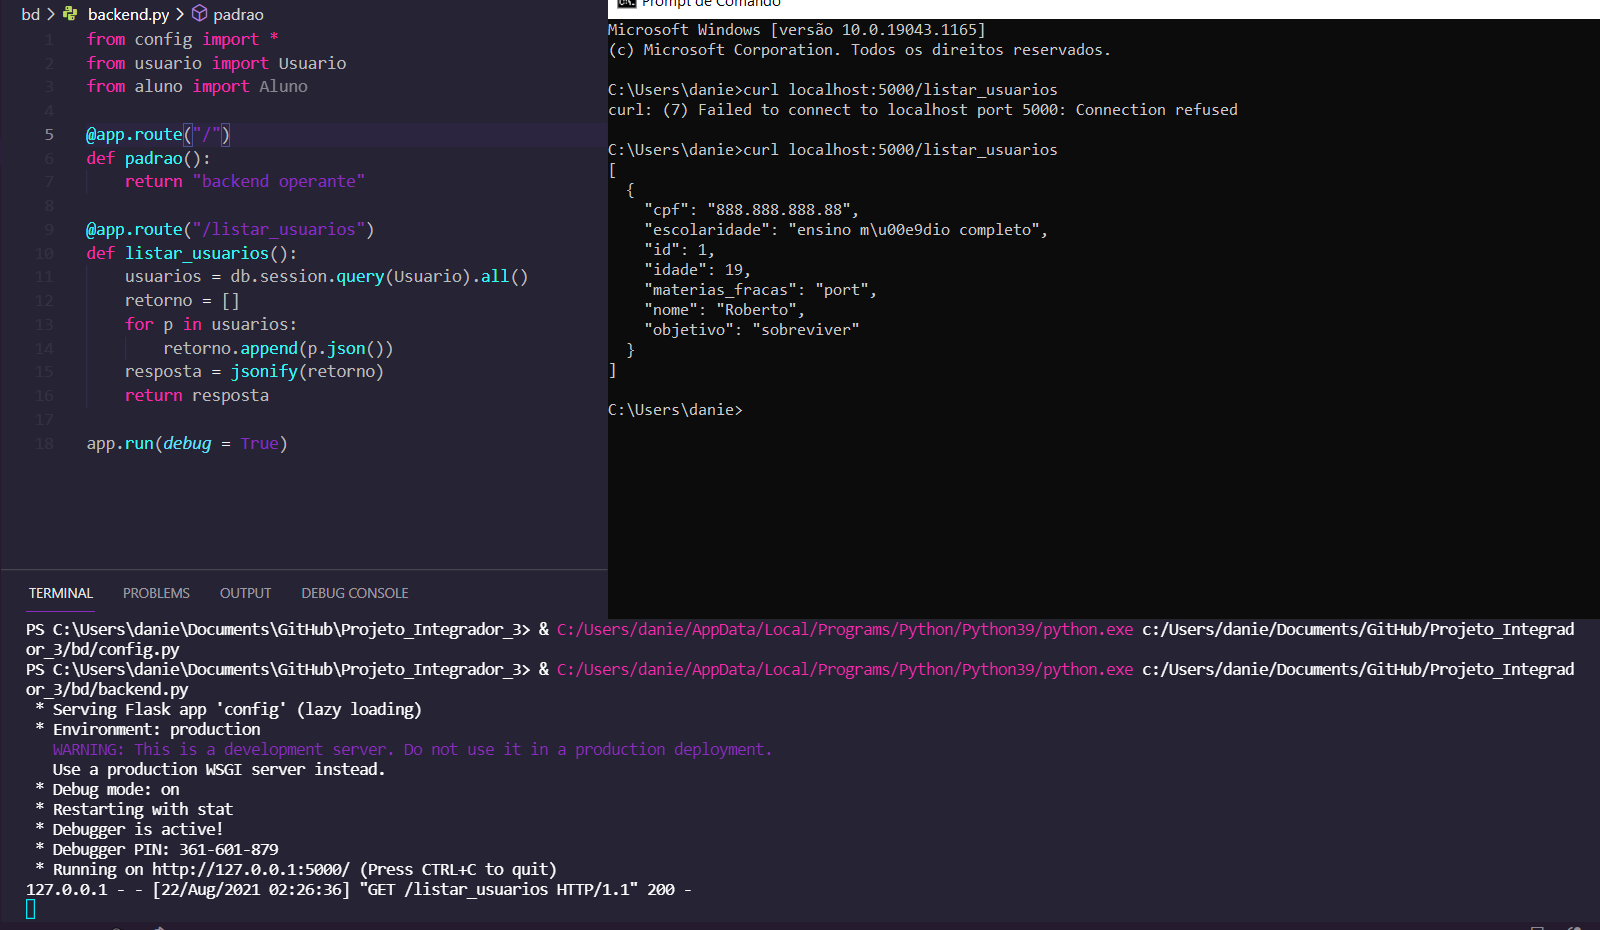 bd > backend.py > padrao
1 from config import *
2 from usuario import Usuario
3 from aluno import Aluno
4
5 @app.route("/")
6 def padrao():
7 return "backend operante"
8
9 @app.route("/listar_usuarios")
10 def listar_usuarios():
11 usuarios = db.session.query(Usuario).all()
12 retorno = []
13 for p in usuarios:
14 retorno.append(p.json())
15 resposta = jsonify(retorno)
16 return resposta
17
18 app.run(debug = True)
Prompt de Comando
Microsoft Windows [versão 10.0.19043.1165]
(c) Microsoft Corporation. Todos os direitos reservados.
C:\Users\danie>curl localhost:5000/listar_usuarios
curl: (7) Failed to connect to localhost port 5000: Connection refused
C:\Users\danie>curl localhost:5000/listar_usuarios
[
{
"cpf": "888.888.888.88",
"escolaridade": "ensino m\u00e9dio completo",
"id": 1,
"idade": 19,
"materias_fracas": "port",
"nome": "Roberto",
"objetivo": "sobreviver"
}
]
C:\Users\danie>
TERMINAL PROBLEMS OUTPUT DEBUG CONSOLE
PS C:\Users\danie\Documents\GitHub\Projeto_Integrador_3> & C:/Users/danie/AppData/Local/Programs/Python/Python39/python.exe c:/Users/danie/Documents/GitHub/Projeto_Integrad
or_3/bd/config.py
PS C:\Users\danie\Documents\GitHub\Projeto_Integrador_3> & C:/Users/danie/AppData/Local/Programs/Python/Python39/python.exe c:/Users/danie/Documents/GitHub/Projeto_Integrad
or_3/bd/backend.py
* Serving Flask app 'config' (lazy loading)
* Environment: production
WARNING: This is a development server. Do not use it in a production deployment.
Use a production WSGI server instead.
* Debug mode: on
* Restarting with stat
* Debugger is active!
* Debugger PIN: 361-601-879
* Running on http://127.0.0.1:5000/ (Press CTRL+C to quit)
127.0.0.1 - - [22/Aug/2021 02:26:36] "GET /listar_usuarios HTTP/1.1" 200 -